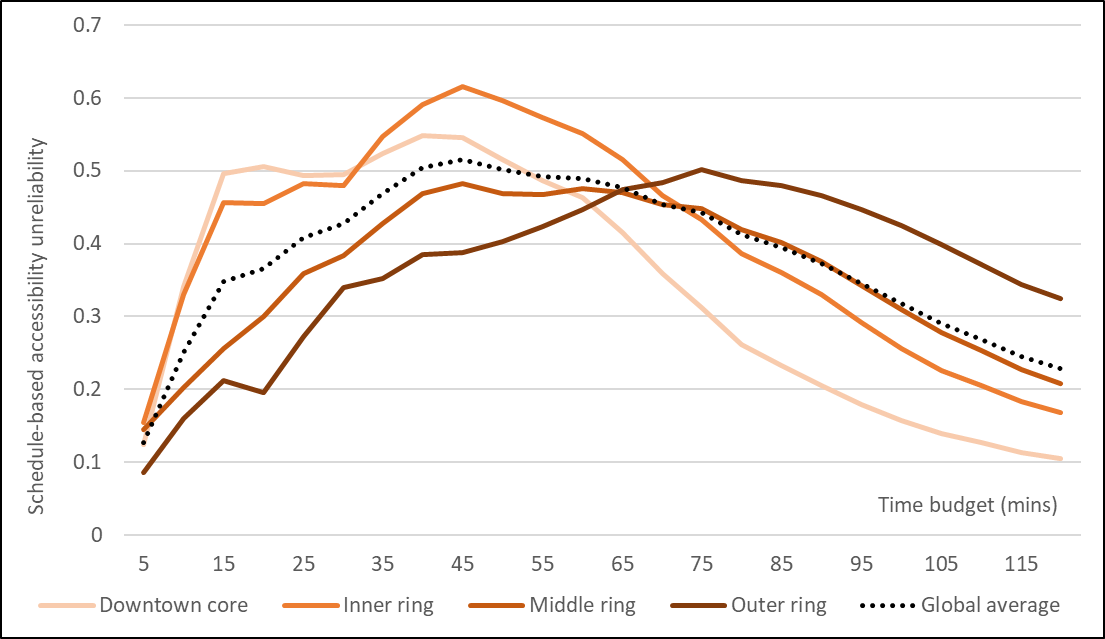 Schedule-based accessibility unreliability
0.7
0.6
0.5
0.4
0.3
0.2
0.1
0
Time budget (mins)
5 15 25 35 45 55 65 75 85 95 105 115
Downtown core Inner ring Middle ring Outer ring Global average